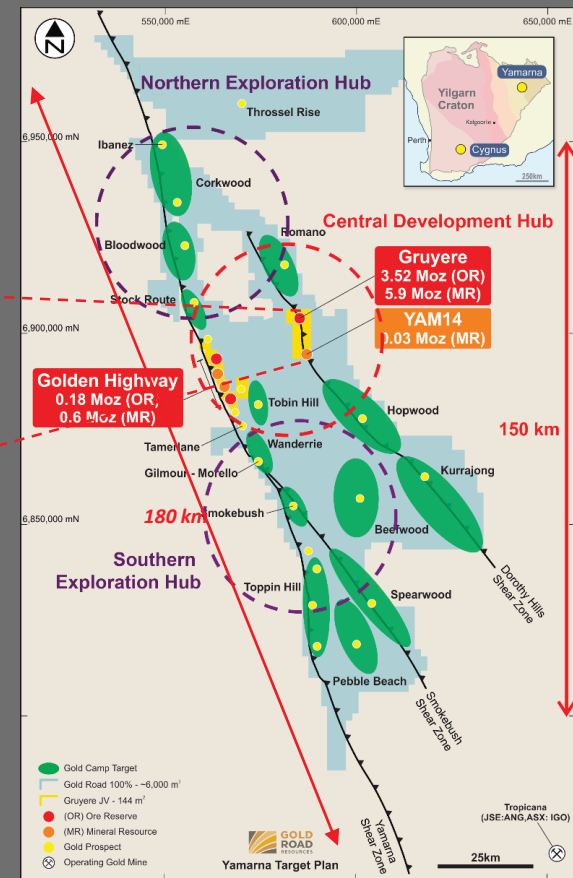 550,000 mE
600,000 mE
650,000 mE
N
Northern Exploration Hub
Throssel Rise
Yamarna
Yilgarn
Craton
Kalgoorlie
Perth
Cygnus
250km
6,950,000 mN
Ibanez
Corkwood
Central Development Hub
Bloodwood
Romano
Gruyere
3.52 Moz (OR)
5.9 Moz (MR)
Stock Route
YAM14
0.03 Moz (MR)
6,900,000 mN
Golden Highway
0.18 Moz (OR)
0.6 Moz (MR)
Tobin Hill
Hopwood
150 km
Tamerlane
Wanderrie
Gilmour - Morello
Kurrajong
180 km
Smokebush
6,850,000 mN
Beefwood
Southern
Exploration Hub
Toppin Hill
Spearwood
Dorothy Hills
Shear Zone
Pebble Beach
Smokebush
Shear Zone
Gold Camp Target
Gold Road 100% - ~6,000 m²
Gruyere JV - 144 m²
(OR) Ore Reserve
(MR) Mineral Resource
Gold Prospect
Operating Gold Mine
GOLD
ROAD
RESOURCES
Yamarna Target Plan
Yamarna
Shear Zone
Tropicana
(JSE:ANG,ASX: IGO)
25km